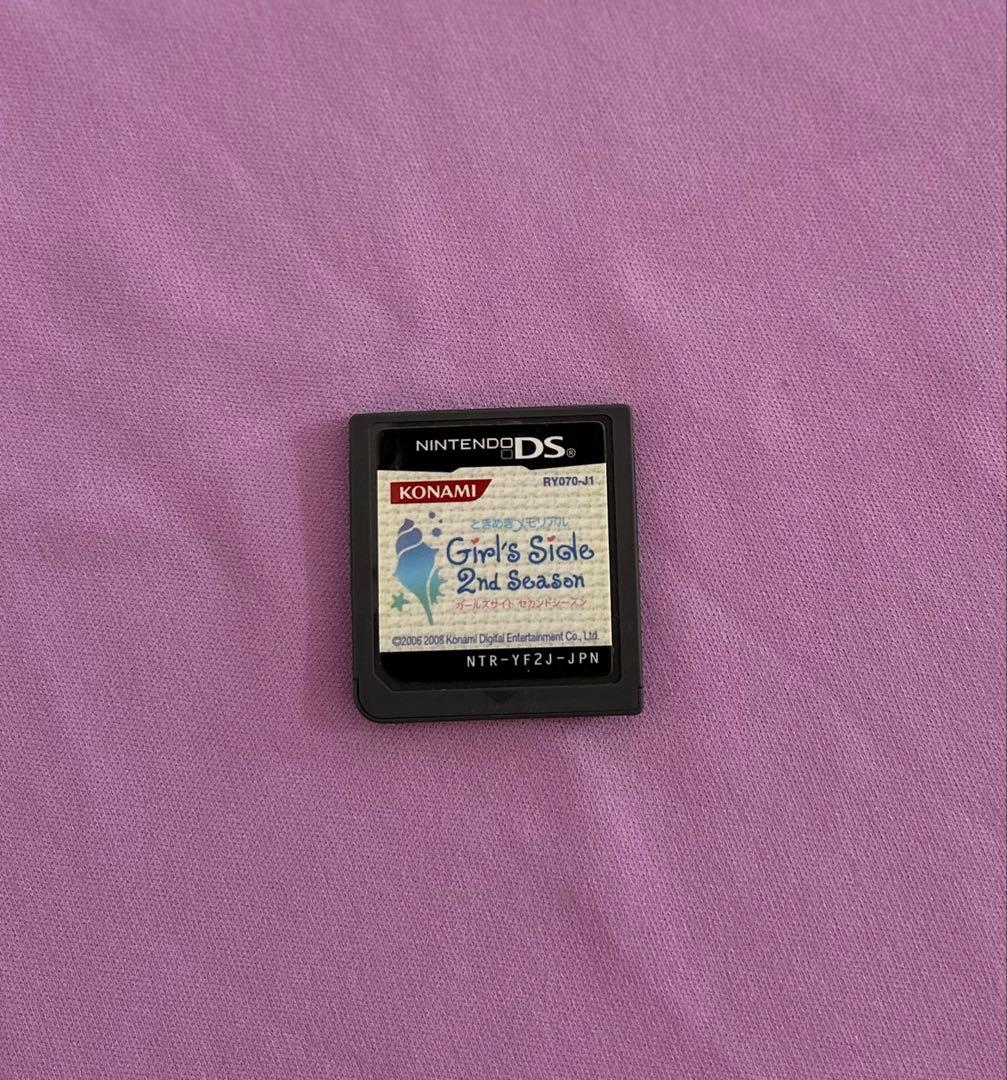 NINTENDO DS®
KONAMI
RY070-J1
ときめきメモリアル
Girl's Side
2nd Season
ガールズサイド セカンドシーズン
©2006 2008 Konami Digital Entertainment Co., Ltd.
NTR-YF2J-JPN